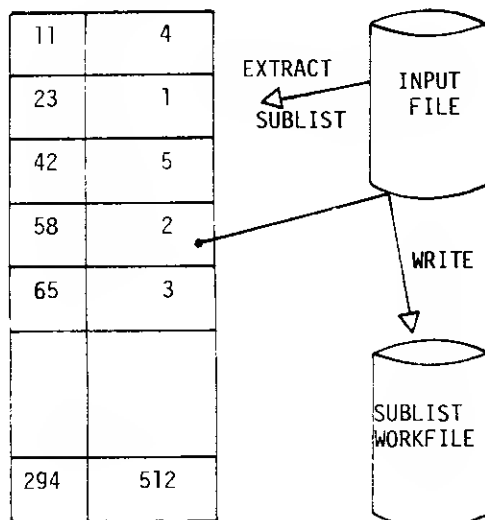 11 4
EXTRACT
23 1
SUBLIST
INPUT
FILE
42 5
58 2
WRITE
65 3
SUBLIST
WORKFILE
294 512